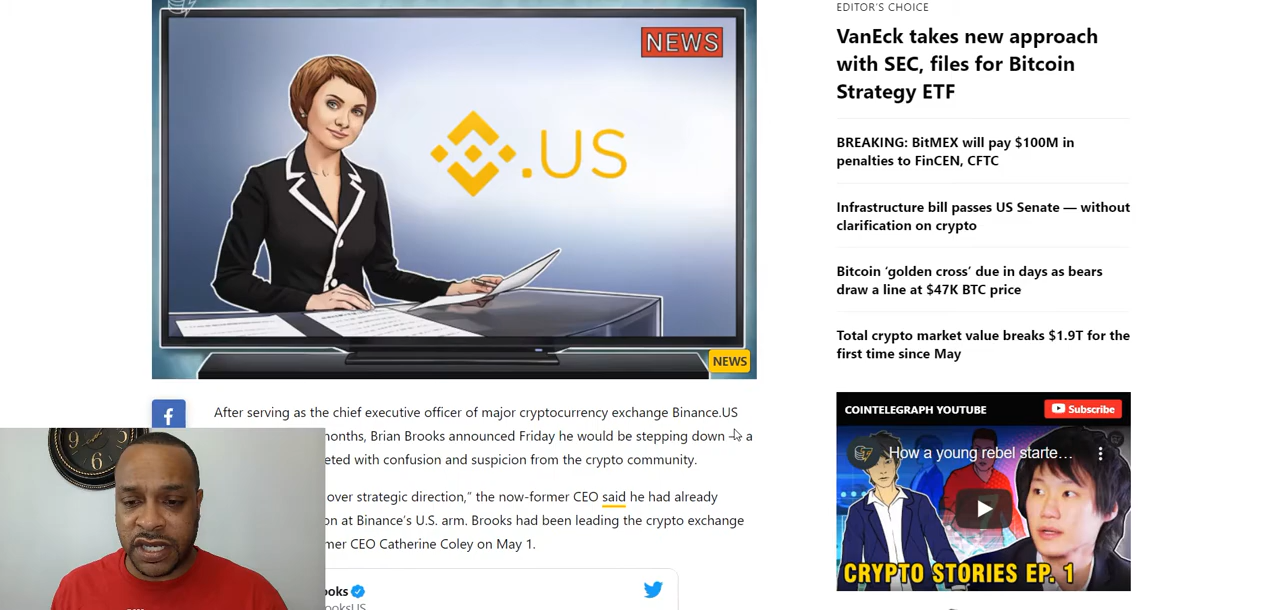 NEWS
.US
NEWS
After serving as the chief executive officer of major cryptocurrency exchange Binance.US
months, Brian Brooks announced Friday he would be stepping down — a
eted with confusion and suspicion from the crypto community.
over strategic direction,” the now-former CEO said he had already
on at Binance’s U.S. arm. Brooks had been leading the crypto exchange
mer CEO Catherine Coley on May 1.
ooks
ooksUS
EDITOR’S CHOICE
VanEck takes new approach
with SEC, files for Bitcoin
Strategy ETF
BREAKING: BitMEX will pay $100M in
penalties to FinCEN, CFTC
Infrastructure bill passes US Senate — without
clarification on crypto
Bitcoin ‘golden cross’ due in days as bears
draw a line at $47K BTC price
Total crypto market value breaks $1.9T for the
first time since May
COINTELEGRAPH YOUTUBE
Subscribe
How a young rebel starte...
CRYPTO STORIES EP. 1